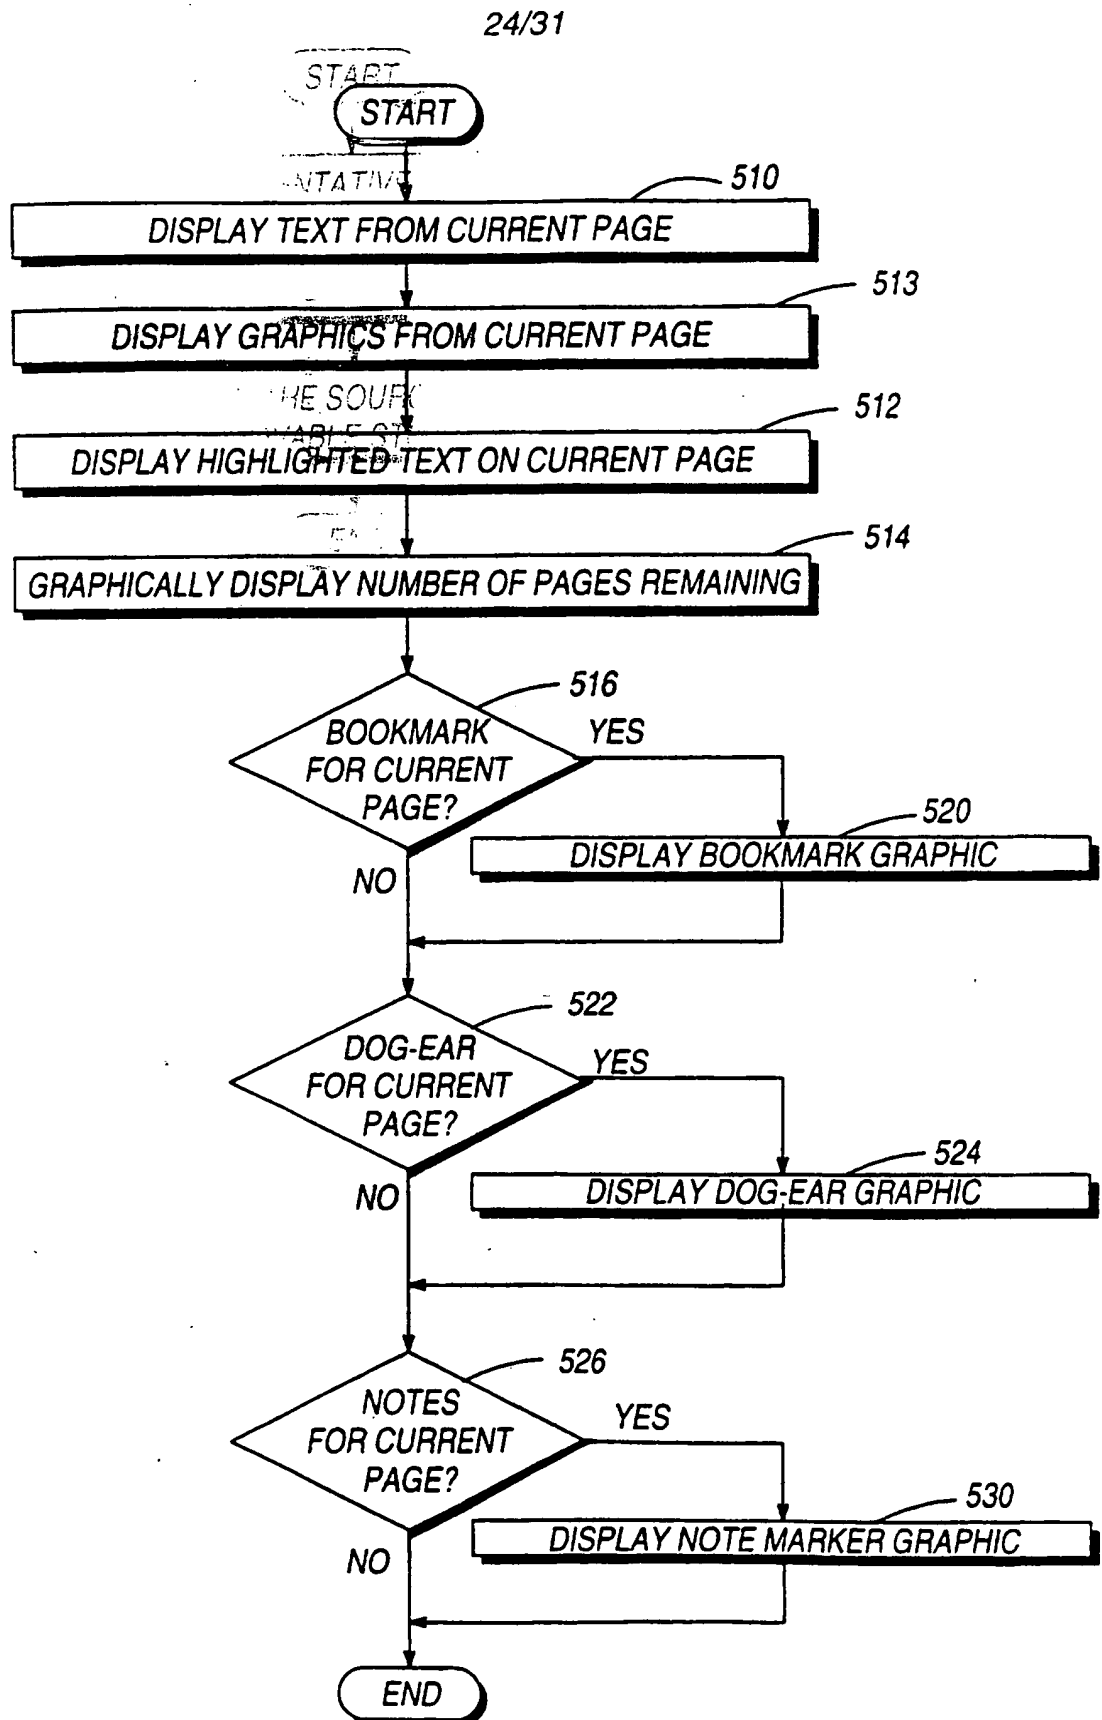 24/31
START
START
510
DISPLAY TEXT FROM CURRENT PAGE
513
DISPLAY GRAPHICS FROM CURRENT PAGE
512
DISPLAY HIGHLIGHTED TEXT ON CURRENT PAGE
514
GRAPHICALLY DISPLAY NUMBER OF PAGES REMAINING
516
BOOKMARK
FOR CURRENT
PAGE?
YES
NO
520
DISPLAY BOOKMARK GRAPHIC
522
DOG-EAR
FOR CURRENT
PAGE?
YES
NO
524
DISPLAY DOG-EAR GRAPHIC
526
NOTES
FOR CURRENT
PAGE?
YES
NO
530
DISPLAY NOTE MARKER GRAPHIC
END